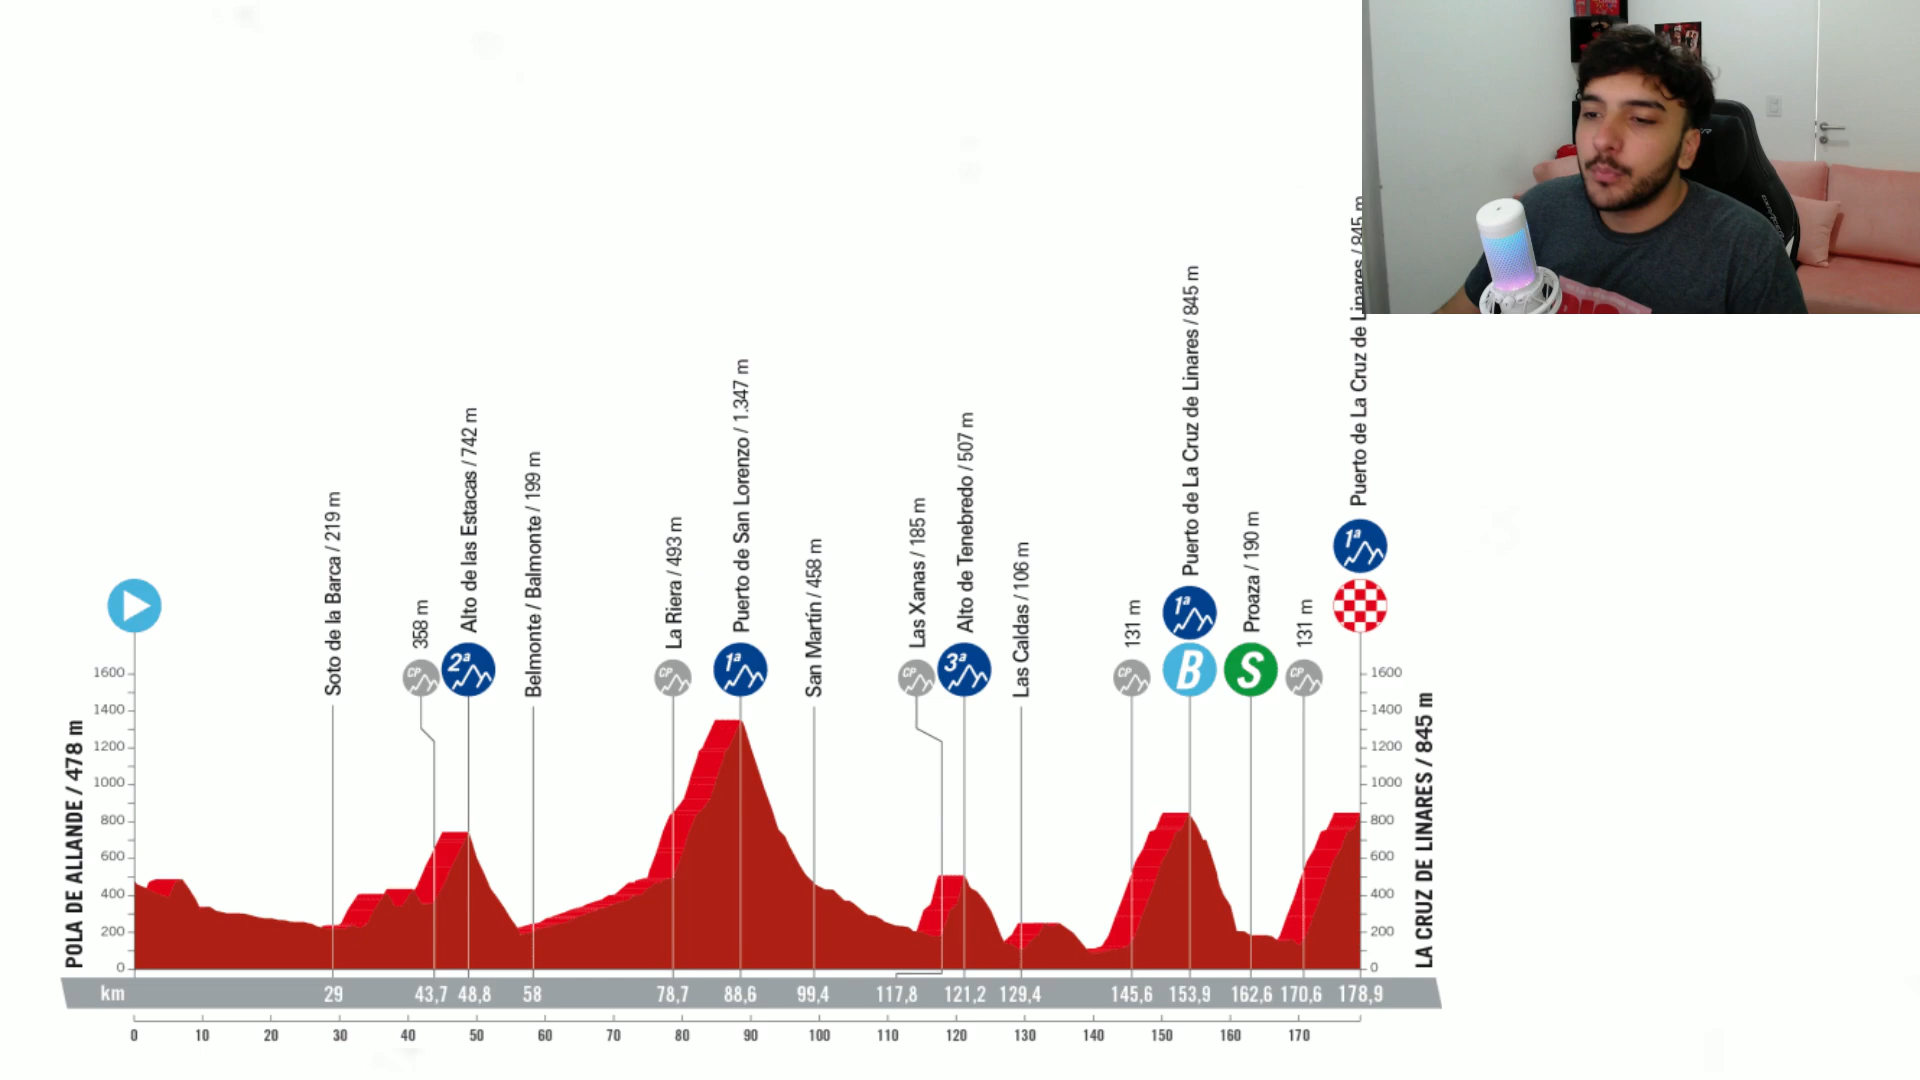 Soto de la Barca / 219 m
358 m
Alto de las Estacas / 742 m
Belmonte / Balmonte / 199 m
La Riera / 493 m
Puerto de San Lorenzo / 1.347 m
San Martín / 458 m
Las Xanas / 185 m
Alto de Tenebredo / 507 m
Las Caldas / 106 m
131 m
Puerto de La Cruz de Linares / 845 m
Proaza / 190 m
131 m
Puerto de La Cruz de Linares / 845 m
CP
2ª
CP
1ª
CP
3ª
CP
1ª
B
S
CP
1ª
POLA DE ALLANDE / 478 m
LA CRUZ DE LINARES / 845 m
1600
1400
1200
1000
800
600
400
200
0
1600
1400
1200
1000
800
600
400
200
0
km 29 43,7 48,8 58 78,7 88,6 99,4 117,8 121,2 129,4 145,6 153,9 162,6 170,6 178,9
0 10 20 30 40 50 60 70 80 90 100 110 120 130 140 150 160 170